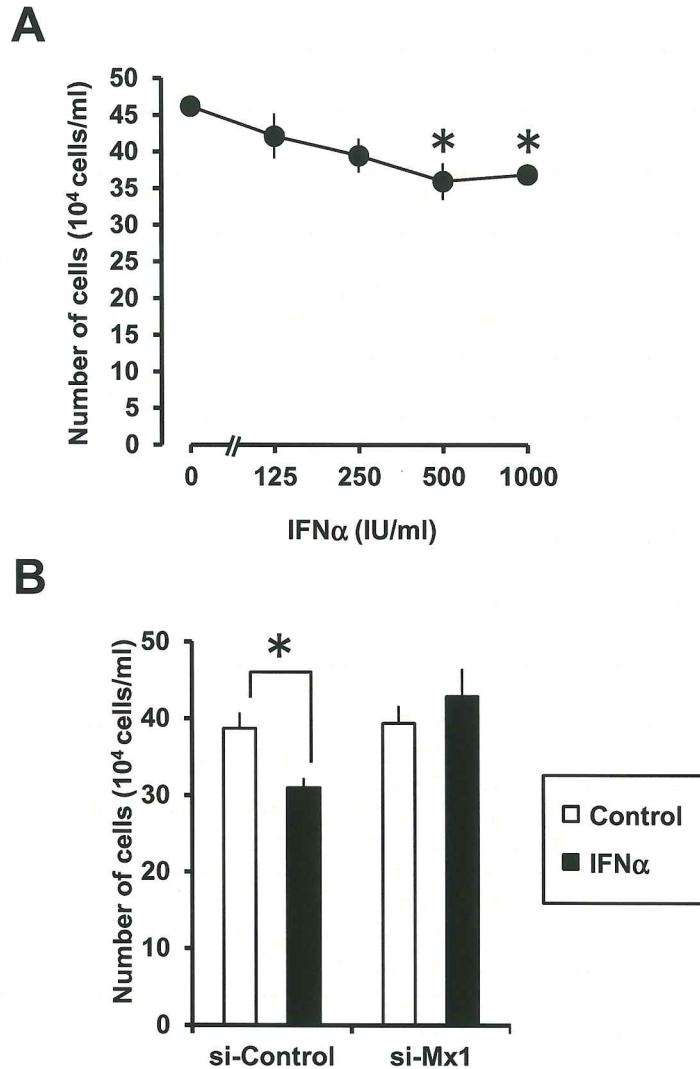 A
Number of cells (10⁴ cells/ml)
50
45
40
35
30
25
20
15
10
5
0
* *
0 125 250 500 1000
IFNα (IU/ml)
B
Number of cells (10⁴ cells/ml)
50
40
30
20
10
0
*
si-Control si-Mx1
Control
IFNα